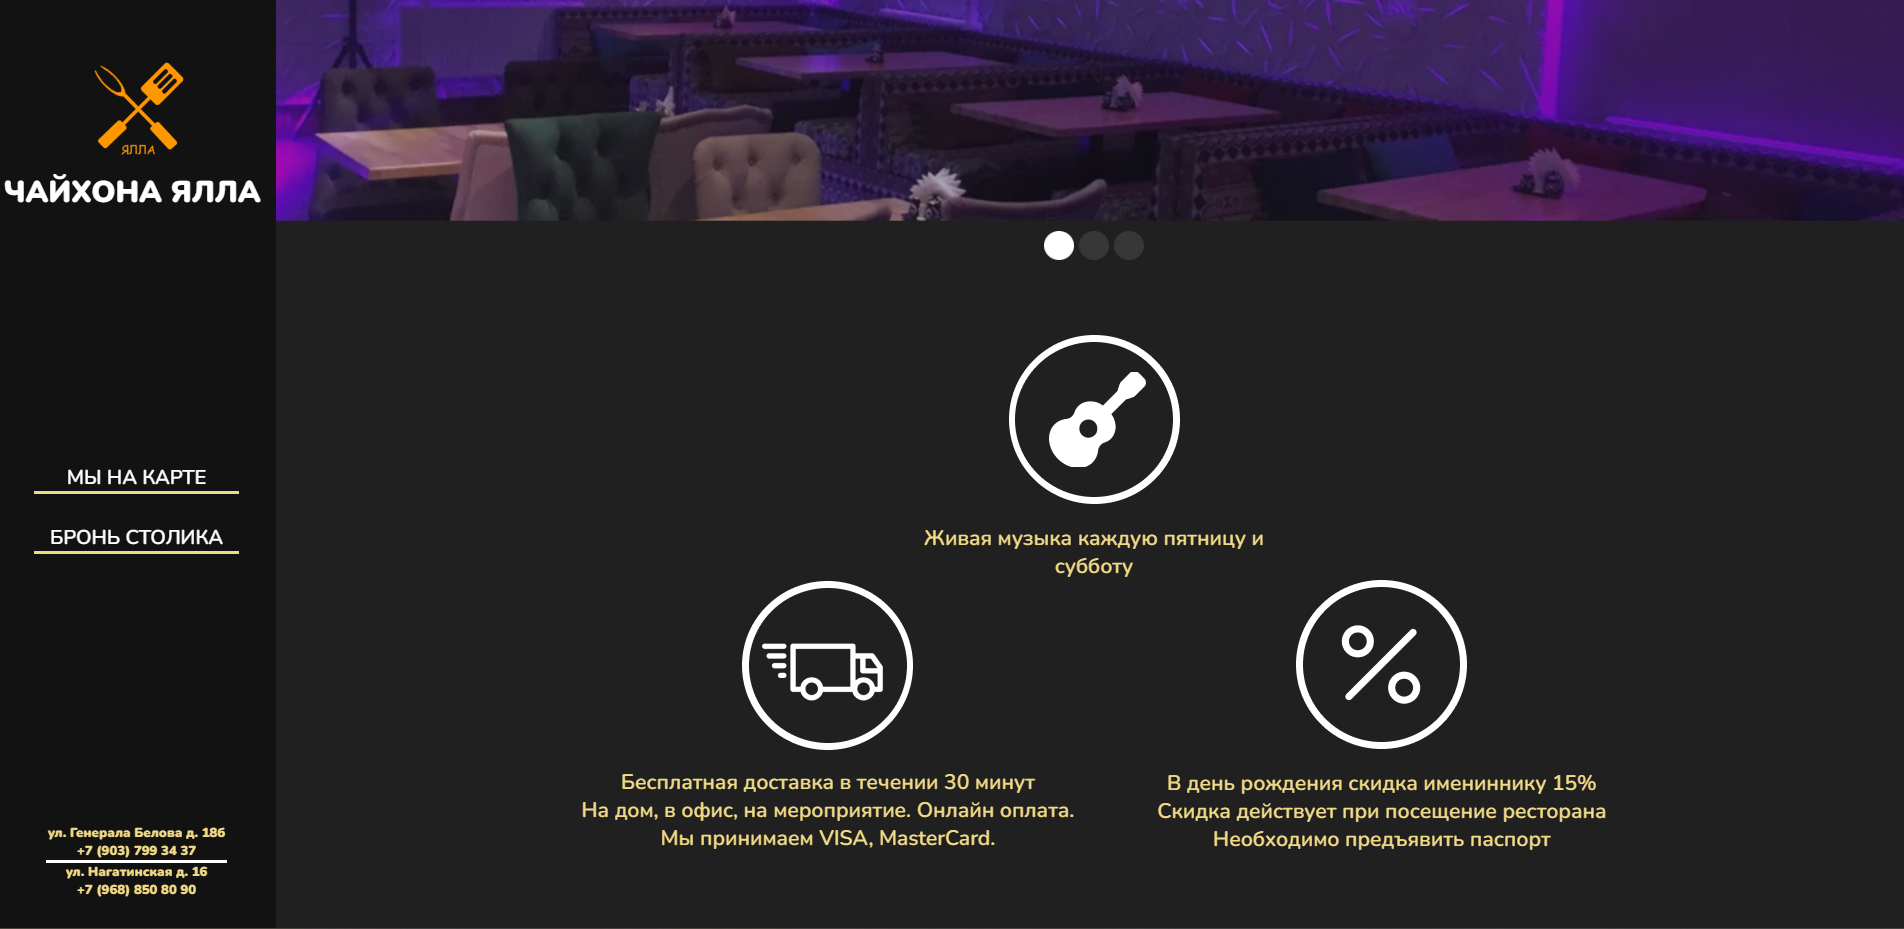 ЯЛЛА
ЧАЙХОНА ЯЛЛА
МЫ НА КАРТЕ
БРОНЬ СТОЛИКА
ул. Генерала Белова д. 18б
+7 (903) 799 34 37
ул. Нагатинская д. 16
+7 (968) 850 80 90
Живая музыка каждую пятницу и
субботу
Бесплатная доставка в течении 30 минут
На дом, в офис, на мероприятие. Онлайн оплата.
Мы принимаем VISA, MasterCard.
В день рождения скидка имениннику 15%
Скидка действует при посещение ресторана
Необходимо предъявить паспорт